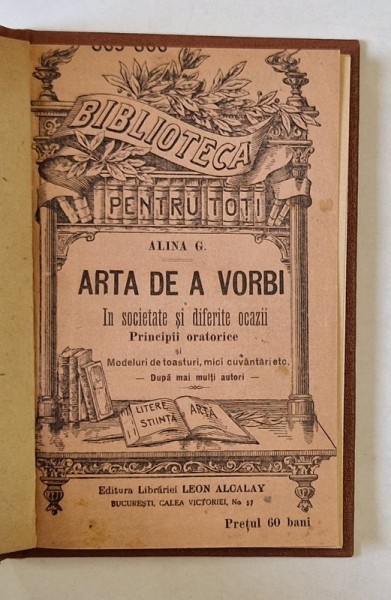 BIBLIOTECA
PENTRU TOȚI
ALINA G.
ARTA DE A VORBI
In societate și diferite ocazii
Principii oratorice
și
Modeluri de toasturi, mici cuvântări etc.
— După mai mulți autori —
LITERE ARTĂ
ȘTIINȚĂ
Editura Librăriei LEON ALCALAY
BUCUREȘTI, CALEA VICTORIEI, No 37
Prețul 60 bani